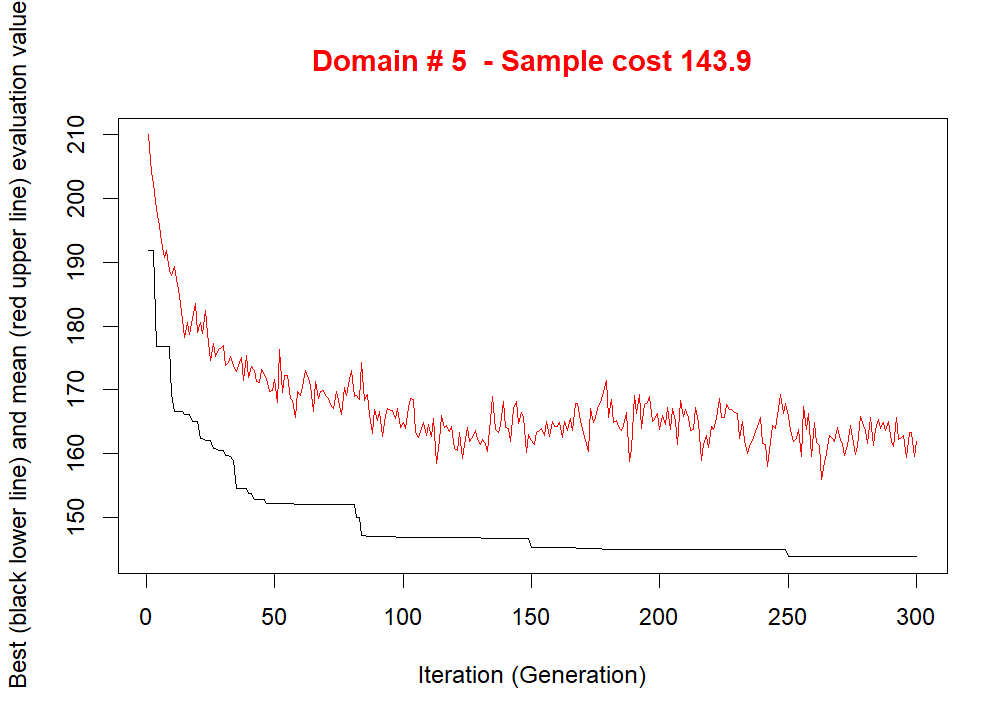 Domain # 5  - Sample cost 143.9
Best (black lower line) and mean (red upper line) evaluation value
210
200
190
180
170
160
150
0 50 100 150 200 250 300
Iteration (Generation)